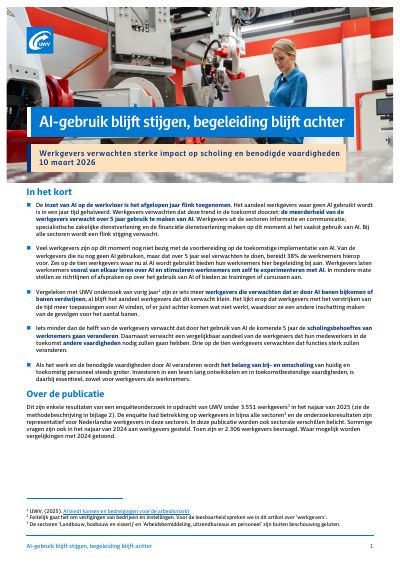 UWV
AI-gebruik blijft stijgen, begeleiding blijft achter
Werkgevers verwachten sterke impact op scholing en benodigde vaardigheden
10 maart 2026
In het kort
De inzet van AI op de werkvloer is het afgelopen jaar flink toegenomen. Het aandeel werkgevers waar geen AI gebruikt wordt
is in een jaar tijd gehalveerd. Werkgevers verwachten dat deze trend in de toekomst doorzet: de meerderheid van de
werkgevers verwacht over 5 jaar gebruik te maken van AI. Werkgevers uit de sectoren informatie en communicatie,
specialistische zakelijke dienstverlening en de financiële dienstverlening maken op dit moment al het vaakst gebruik van AI. Bij
alle sectoren wordt een flink stijging verwacht.
Veel werkgevers zijn op dit moment nog niet bezig met de voorbereiding op de toekomstige implementatie van AI. Van de
werkgevers die nu nog geen AI gebruiken, maar dat over 5 jaar wel verwachten te doen, bereidt 38% de werknemers hierop
voor. Zes op de tien werkgevers waar nu al AI wordt gebruikt bieden hun werknemers hier begeleiding bij aan. Werkgevers laten
werknemers vooral van elkaar leren over AI en stimuleren werknemers om zelf te experimenteren met AI. In mindere mate
stellen ze richtlijnen of afspraken op over het gebruik van AI of bieden ze trainingen of cursussen aan.
Vergeleken met UWV onderzoek van vorig jaar¹ zijn er iets meer werkgevers die verwachten dat er door AI banen bijkomen of
banen verdwijnen, al blijft het aandeel werkgevers dat dit verwacht klein. Het lijkt erop dat werkgevers met het verstrijken van
de tijd meer toepassingen voor AI vinden, of er juist achter komen wat niet werkt, waardoor ze een andere inschatting maken
van de gevolgen voor het aantal banen.
Iets minder dan de helft van de werkgevers verwacht dat door het gebruik van AI de komende 5 jaar de scholingsbehoeftes van
werknemers gaan veranderen. Daarnaast verwacht een vergelijkbaar aandeel van de werkgevers dat hun medewerkers in de
toekomst andere vaardigheden nodig zullen gaan hebben. Drie op de tien werkgevers verwachten dat functies sterk zullen
veranderen.
Als het werk en de benodigde vaardigheden door AI veranderen wordt het belang van bij- en omscholing van huidig en
toekomstig personeel steeds groter. Investeren in een leven lang ontwikkelen en in toekomstbestendige vaardigheden, is
daarbij essentieel, zowel voor werkgevers als werknemers.
Over de publicatie
Dit zijn enkele resultaten van een enquêteonderzoek in opdracht van UWV onder 3.551 werkgevers² in het najaar van 2025 (zie de
methodebeschrijving in bijlage 2). De enquête had betrekking op werkgevers in bijna alle sectoren³ en de onderzoeksresultaten zijn
representatief voor Nederlandse werkgevers in deze sectoren. In deze publicatie worden ook sectorale verschillen belicht. Sommige
vragen zijn ook in het najaar van 2024 aan werkgevers gesteld. Toen zijn er 2.306 werkgevers bevraagd. Waar mogelijk worden
vergelijkingen met 2024 getoond.
¹ UWV, (2025). AI biedt kansen en bedreigingen voor de arbeidsmarkt
² Feitelijk gaat het om vestigingen van bedrijven en instellingen. Voor de leesbaarheid spreken we in dit artikel over 'werkgevers'.
³ De sectoren 'Landbouw, bosbouw en visserij' en 'Arbeidsbemiddeling, uitzendbureaus en personeel' zijn buiten beschouwing gelaten.
AI-gebruik blijft stijgen, begeleiding blijft achter 1